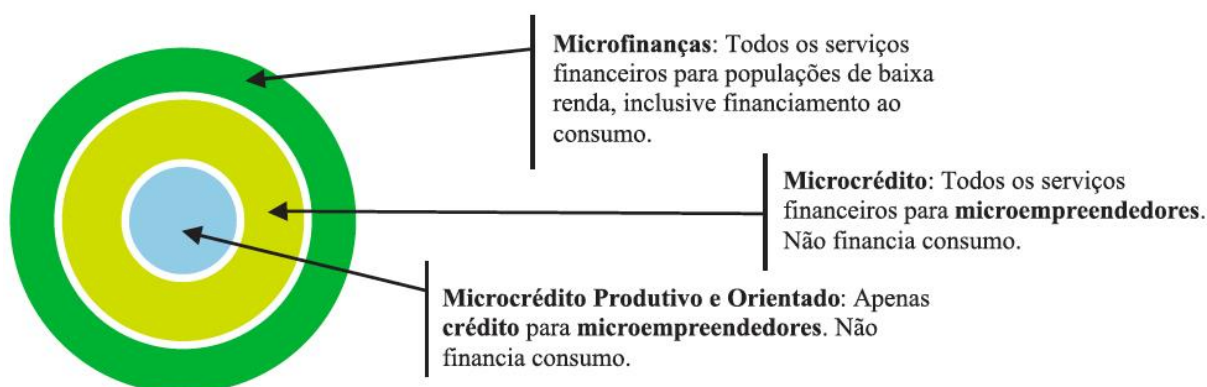 Microfinanças: Todos os serviços
financeiros para populações de baixa
renda, inclusive financiamento ao
consumo.
Microcrédito: Todos os serviços
financeiros para microempreendedores.
Não financia consumo.
Microcrédito Produtivo e Orientado: Apenas
crédito para microempreendedores. Não
financia consumo.